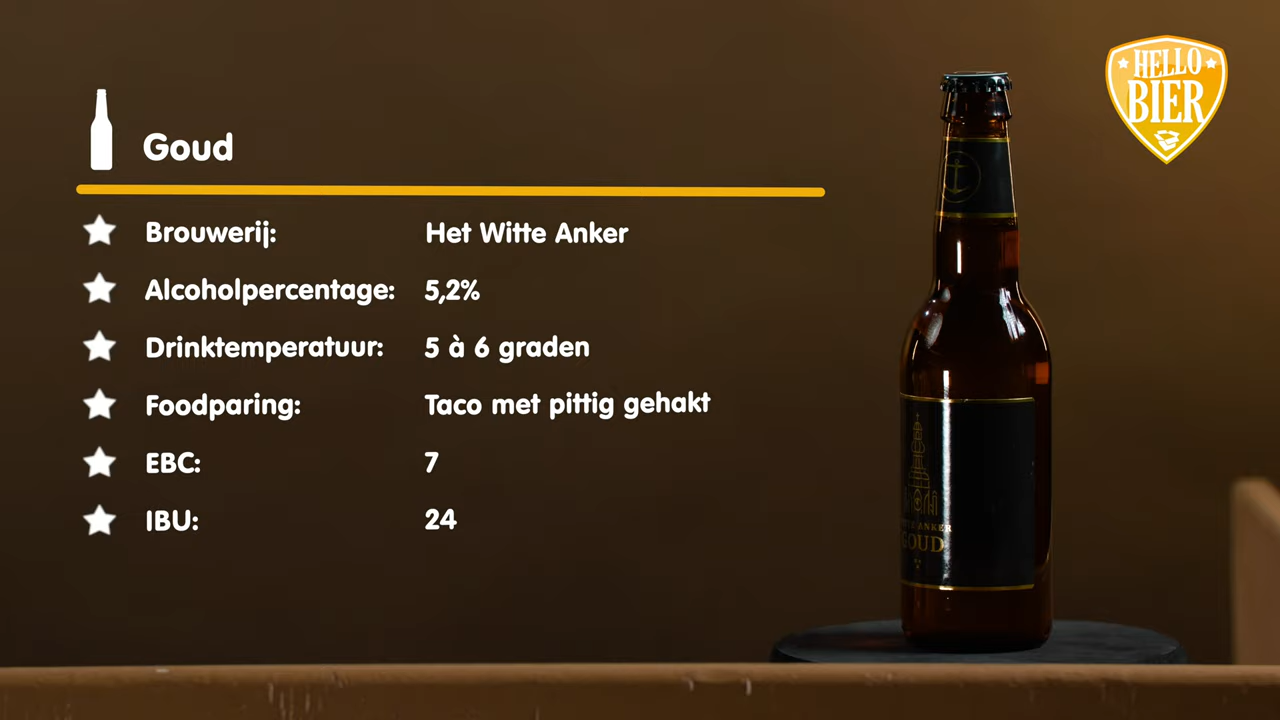 HELLO
BIER
Goud
Brouwerij: Het Witte Anker
Alcoholpercentage: 5,2%
Drinktemperatuur: 5 à 6 graden
Foodparing: Taco met pittig gehakt
EBC: 7
IBU: 24
ANKER
GOUD